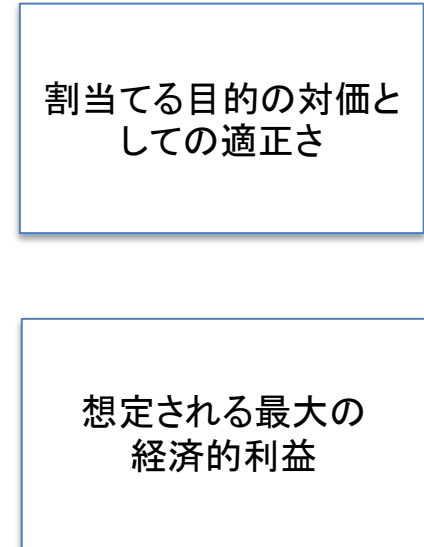 割当てる目的の対価と
しての適正さ
想定される最大の
経済的利益